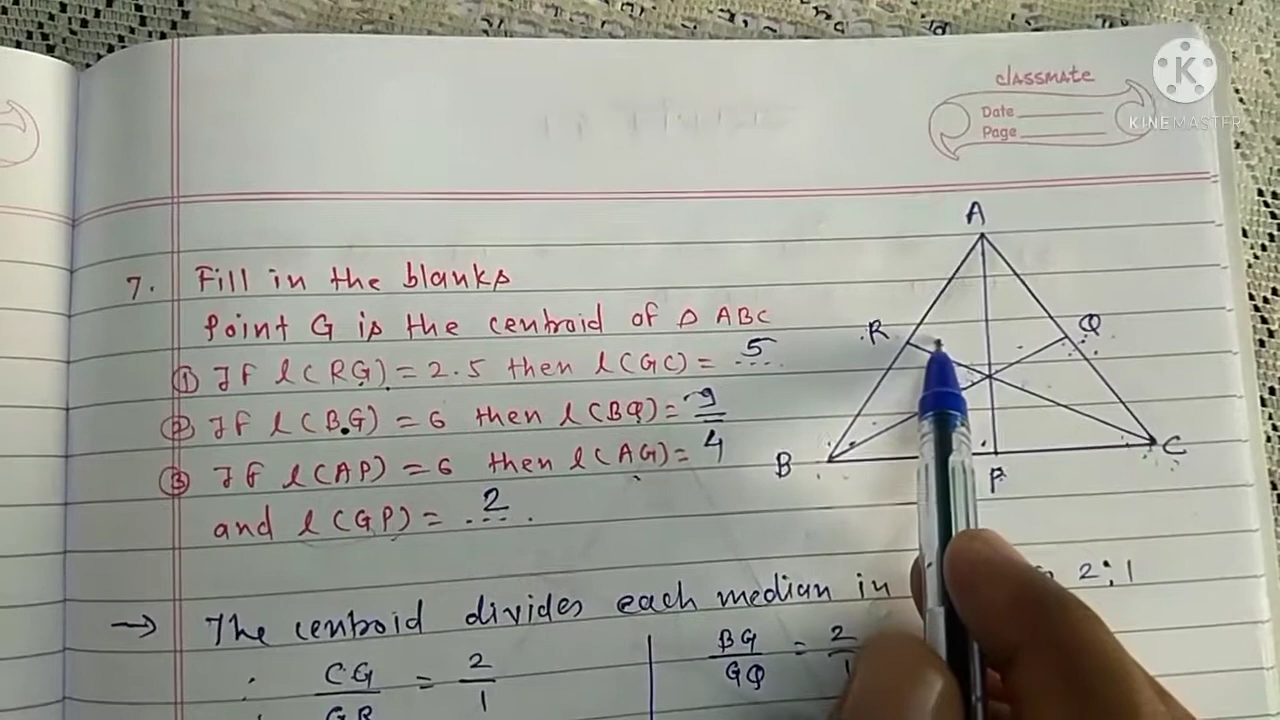 classmate
Date
Page
KINEMASTER
7. Fill in the blanks
Point G is the centroid of Δ ABC
① If l(RG) = 2.5 then l(GC) = 5
② If l(BG) = 6 then l(BQ) = 9
③ If l(AP) = 6 then l(AG) = 4
and l(GP) = 2.
A
R
Q
B
P
C
→ The centroid divides each median in 2:1
∴ CG/GR = 2/1
BG/GQ = 2/1